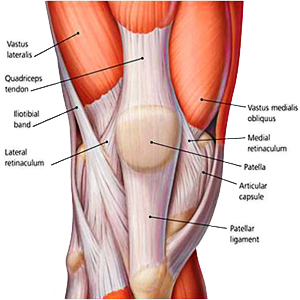 Vastus
lateralis
Quadriceps
tendon
Iliotibial
band
Lateral
retinaculum
Vastus medialis
obliquus
Medial
retinaculum
Patella
Articular
capsule
Patellar
ligament